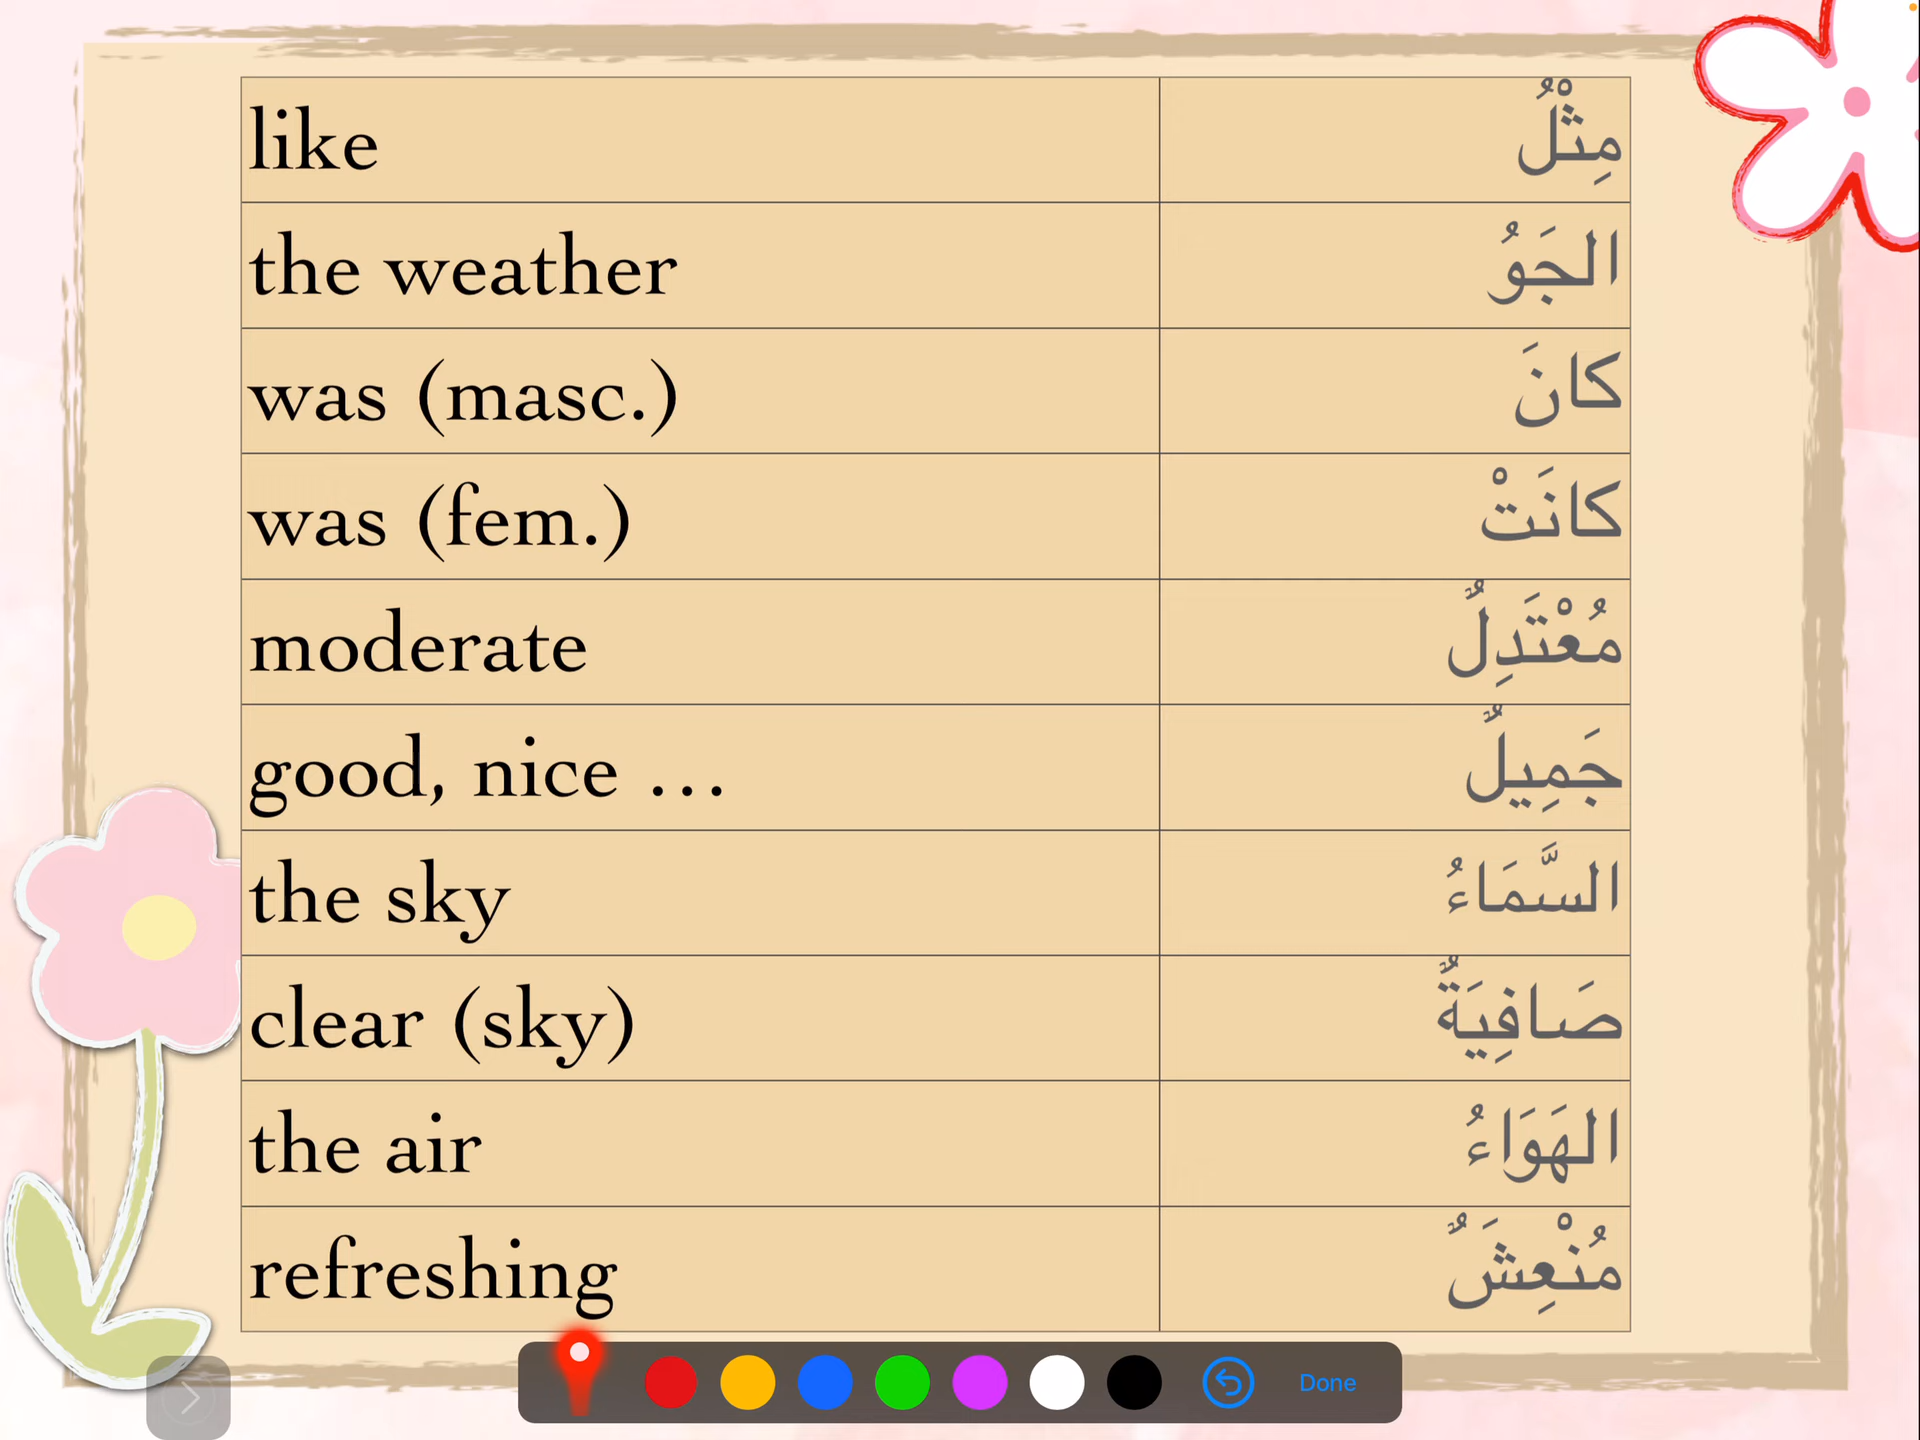 like مِثْلُ
the weather الجَوُ
was (masc.) كانَ
was (fem.) كانَتْ
moderate مُعْتَدِلٌ
good, nice … جَمِيلٌ
the sky السَّمَاءُ
clear (sky) صَافِيَةٌ
the air الهَوَاءُ
refreshing مُنْعِشَ ٌ
Done